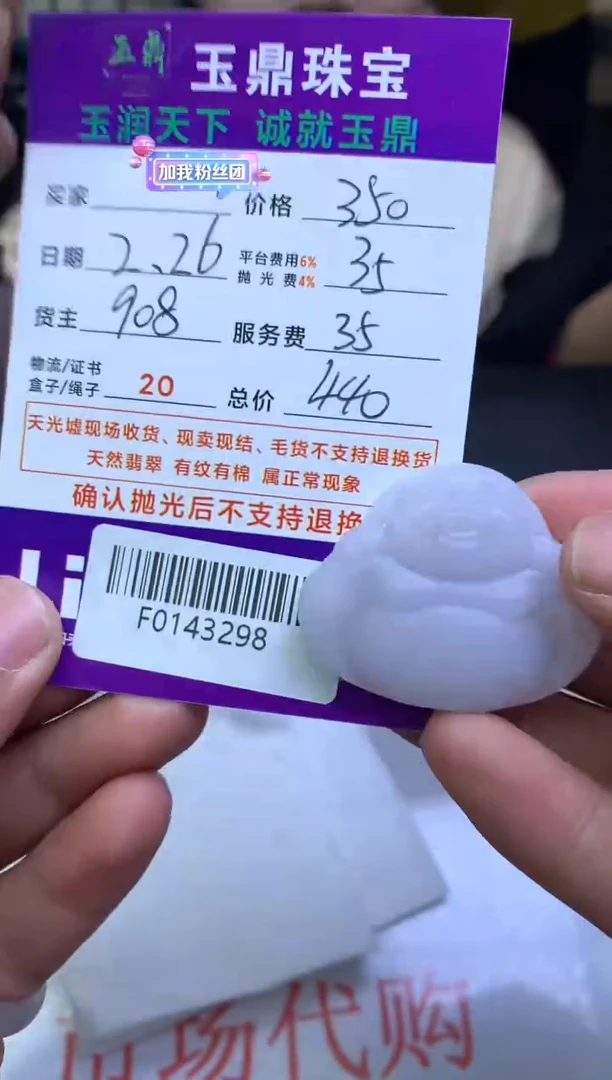 玉鼎
玉鼎珠宝
玉润天下 诚就玉鼎
加我粉丝团
买家 价格 350
日期 2、26 平台费用6% 抛光费4% 35
货主 908 服务费 35
物流/证书
盒子/绳子 20 总价 440
天光墟现场收货、现卖现结、毛货不支持退换货
天然翡翠 有纹有棉 属正常现象
确认抛光后不支持退换
Li
F0143298
市场代购